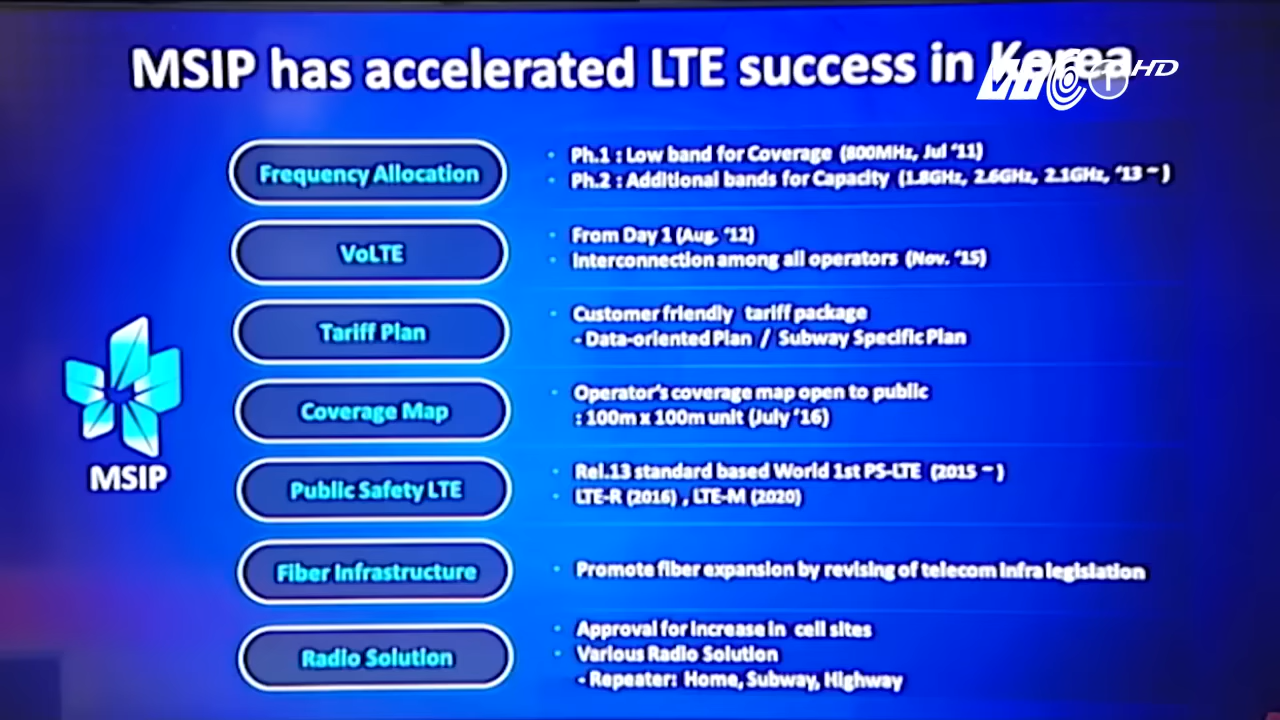 MSIP has accelerated LTE success in Korea
VTC 1 HD
Frequency Allocation
• Ph.1 : Low band for Coverage (800MHz, Jul ‘11)
• Ph.2 : Additional bands for Capacity (1.8GHz, 2.6GHz, 2.1GHz, ‘13 ~ )
VoLTE
• From Day 1 (Aug. ‘12)
• Interconnection among all operators (Nov. ‘15)
Tariff Plan
• Customer friendly tariff package
- Data-oriented Plan / Subway Specific Plan
Coverage Map
• Operator’s coverage map open to public
: 100m x 100m unit (July ‘16)
MSIP
Public Safety LTE
• Rel.13 standard based World 1st PS-LTE (2015 ~ )
• LTE-R (2016) , LTE-M (2020)
Fiber Infrastructure
• Promote fiber expansion by revising of telecom infra legislation
Radio Solution
• Approval for increase in cell sites
• Various Radio Solution
- Repeater: Home, Subway, Highway